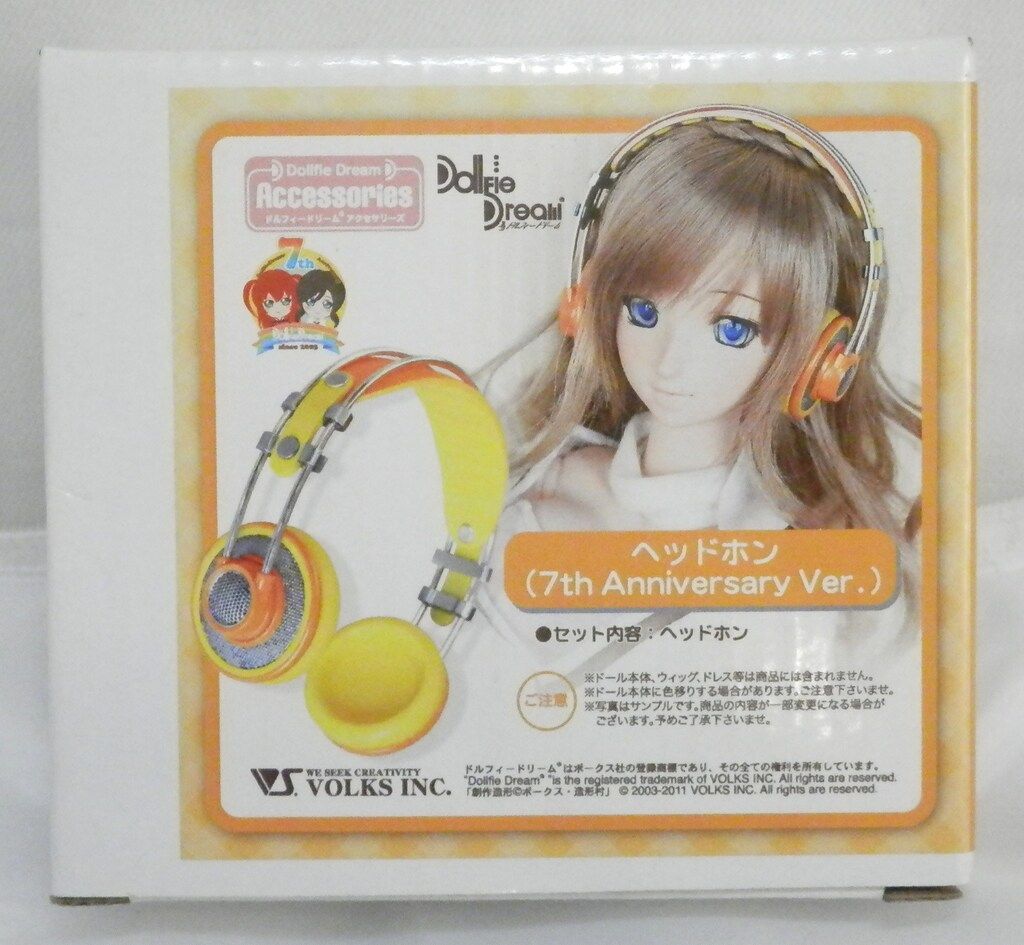 Dollfie Dream
Accessories
ドルフィードリーム® アクセサリーズ
Dollfie
Dream®
ドルフィードリーム
7th
since 2003
ヘッドホン
(7th Anniversary Ver.)
●セット内容：ヘッドホン
ご注意
※ドール本体、ウィッグ、ドレス等は商品には含まれません。
※ドール本体に色移りする場合があります。ご注意下さいませ。
※写真はサンプルです。商品の内容が一部変更になる場合が
ございます。予めご了承下さいませ。
VS.
WE SEEK CREATIVITY
VOLKS INC.
ドルフィードリーム®はボークス社の登録商標であり、その全ての権利を所有しています。
"Dollfie Dream® "is the registered trademark of VOLKS INC. All rights are reserved.
「創作造形©ボークス・造形村」 © 2003-2011 VOLKS INC. All rights are reserved.